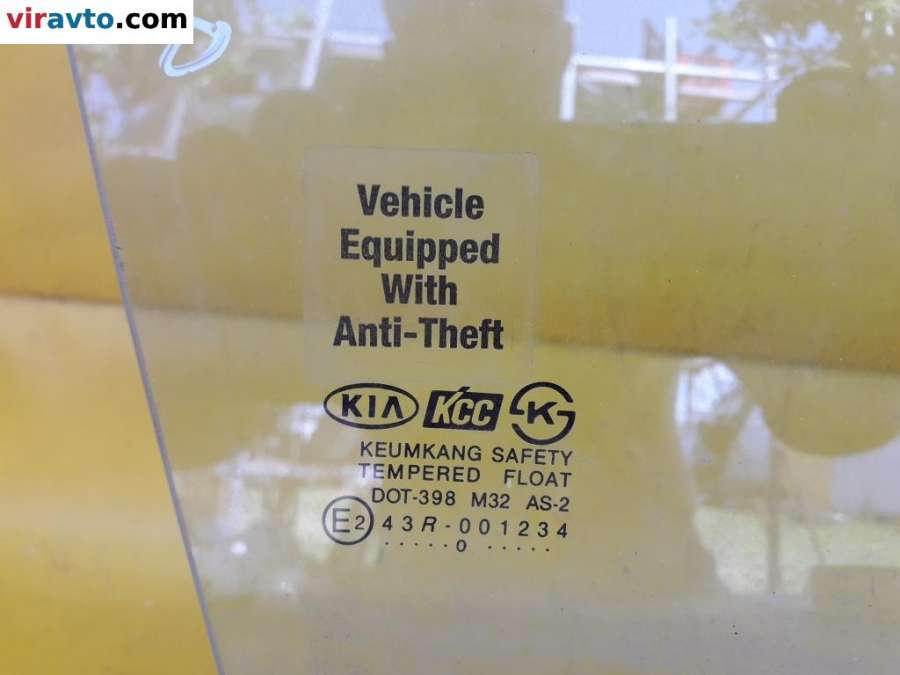 viravto.com
Vehicle
Equipped
With
Anti-Theft
KIA KCC K
KEUMKANG SAFETY
TEMPERED FLOAT
DOT-398 M32 AS-2
E2 43R-001234
.....0.....